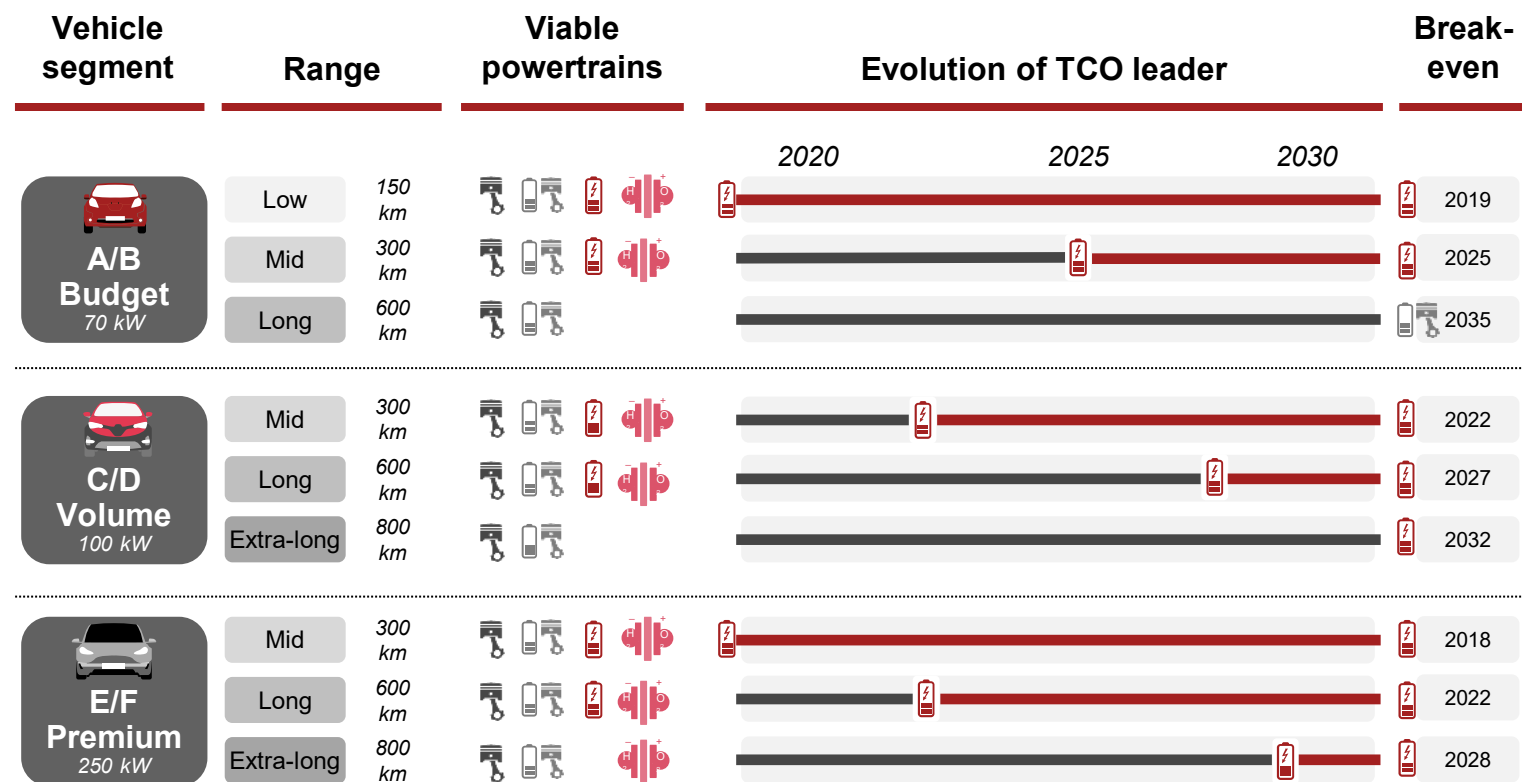 Vehicle
segment
Range
Viable
powertrains
Evolution of TCO leader
Break-
even
2020
2025
2030
A/B
Budget
70 kW
Low
150
km
2019
Mid
300
km
2025
Long
600
km
2035
C/D
Volume
100 kW
Mid
300
km
2022
Long
600
km
2027
Extra-long
800
km
2032
E/F
Premium
250 kW
Mid
300
km
2018
Long
600
km
2022
Extra-long
800
km
2028